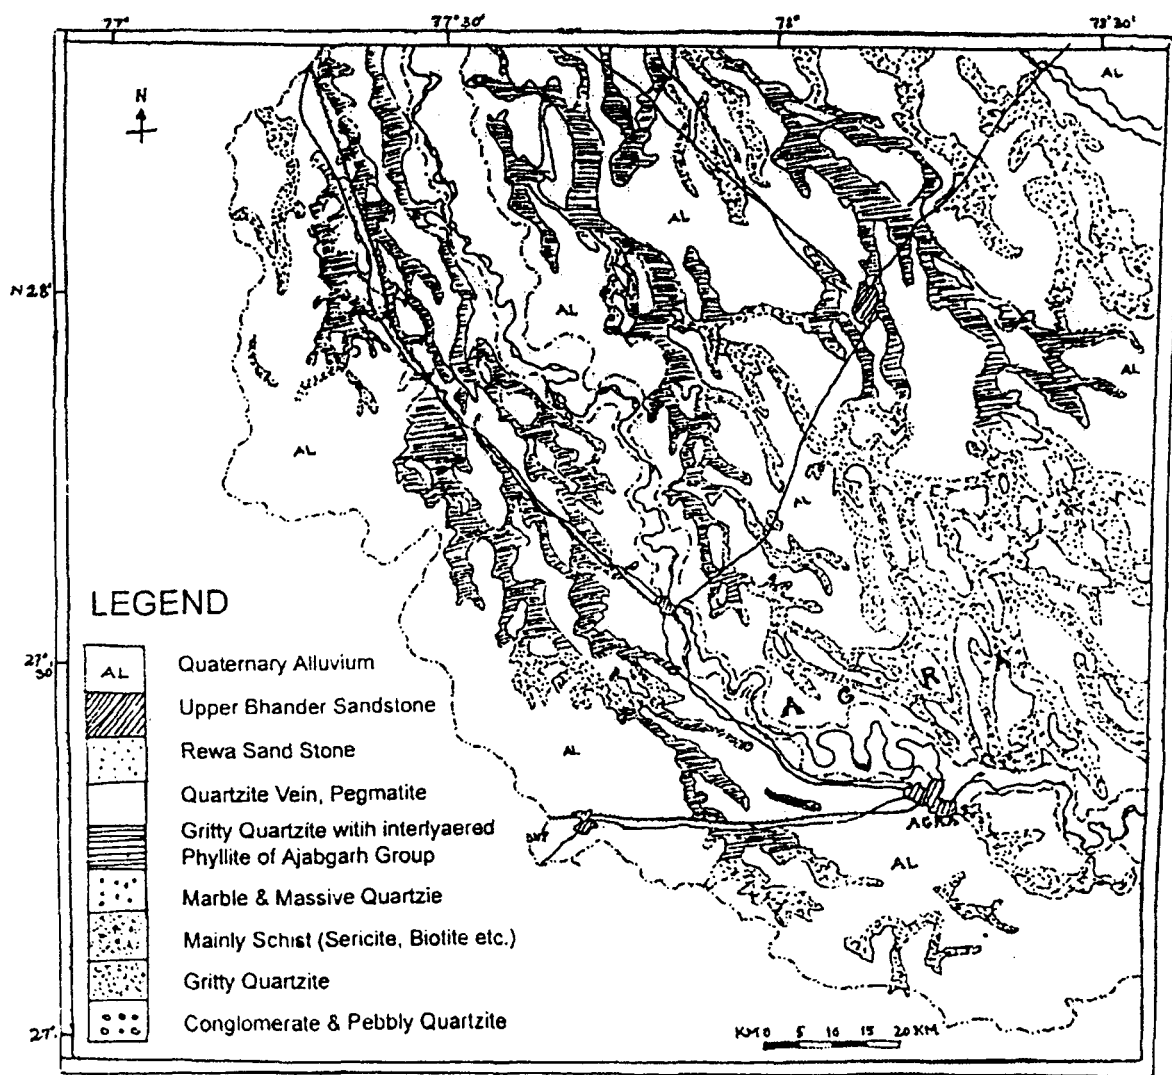 77° 77°30' 78° 78°30'
N
AL
AL
N 28°
AL
AL
AL
AL
LEGEND
27°
30'
AL Quaternary Alluvium
Upper Bhander Sandstone
Rewa Sand Stone
Quartzite Vein, Pegmatite
Gritty Quartzite witih interlyaered
Phyllite of Ajabgarh Group
Marble & Massive Quartzie
Mainly Schist (Sericite, Biotite etc.)
Gritty Quartzite
Conglomerate & Pebbly Quartzite
27°
A G R A
AL
AGRA
AL
KM 0 5 10 15 20 KM